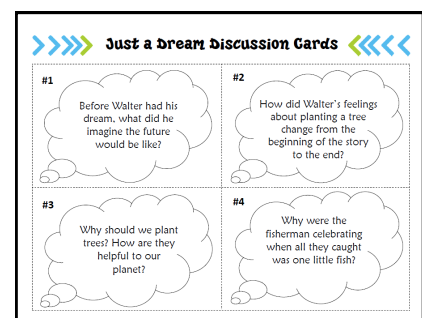 Just a Dream Discussion Cards
#1
Before Walter had his
dream, what did he
imagine the future
would be like?
#2
How did Walter's feelings
about planting a tree
change from the
beginning of the story
to the end?
#3
Why should we plant
trees? How are they
helpful to our
planet?
#4
Why were the
fisherman celebrating
when all they caught
was one little fish?